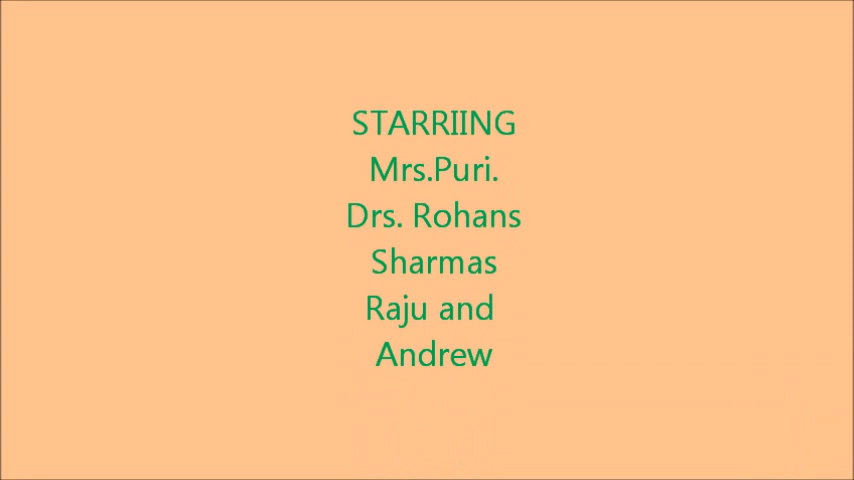 STARRIING
Mrs.Puri.
Drs. Rohans
Sharmas
Raju and
Andrew